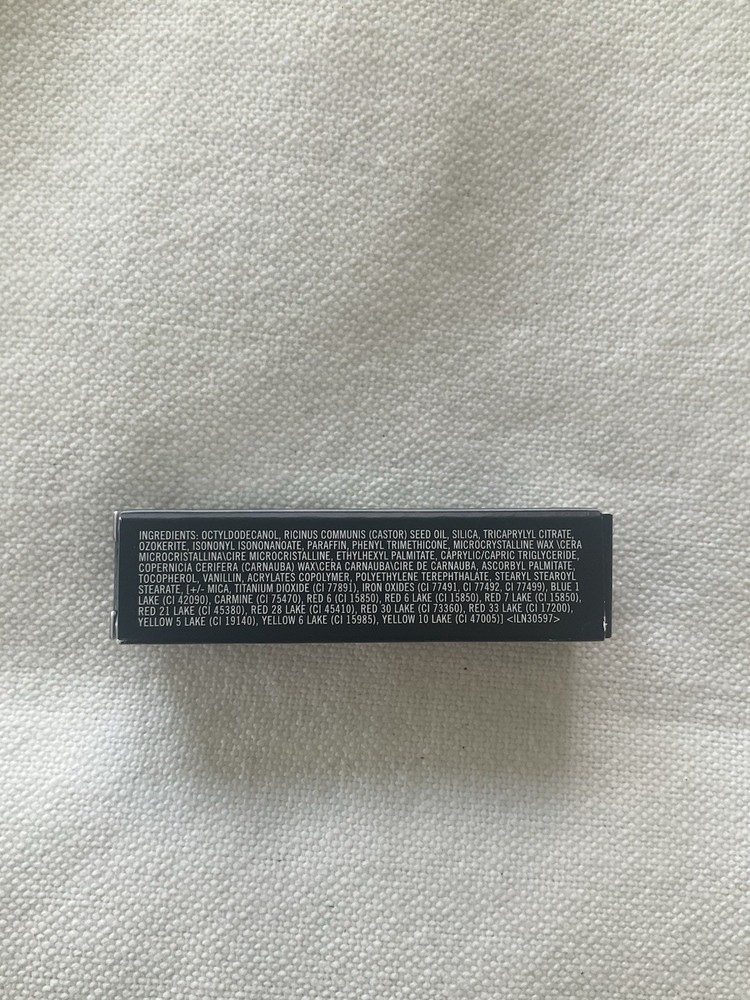 INGREDIENTS: OCTYLDODECANOL, RICINUS COMMUNIS (CASTOR) SEED OIL, SILICA, TRICAPRYLYL CITRATE,
OZOKERITE, ISONONYL ISONONANOATE, PARAFFIN, PHENYL TRIMETHICONE, MICROCRYSTALLINE WAX\CERA
MICROCRISTALLINA\CIRE MICROCRISTALLINE, ETHYLHEXYL PALMITATE, CAPRYLIC/CAPRIC TRIGLYCERIDE,
COPERNICIA CERIFERA (CARNAUBA) WAX\CERA CARNAUBA\CIRE DE CARNAUBA, ASCORBYL PALMITATE,
TOCOPHEROL, VANILLIN, ACRYLATES COPOLYMER, POLYETHYLENE TEREPHTHALATE, STEARYL STEAROYL
STEARATE, [+/- MICA, TITANIUM DIOXIDE (CI 77891), IRON OXIDES (CI 77491, CI 77492, CI 77499), BLUE 1
LAKE (CI 42090), CARMINE (CI 75470), RED 6 (CI 15850), RED 6 LAKE (CI 15850), RED 7 LAKE (CI 15850),
RED 21 LAKE (CI 45380), RED 28 LAKE (CI 45410), RED 30 LAKE (CI 73360), RED 33 LAKE (CI 17200),
YELLOW 5 LAKE (CI 19140), YELLOW 6 LAKE (CI 15985), YELLOW 10 LAKE (CI 47005)] <ILN30597>